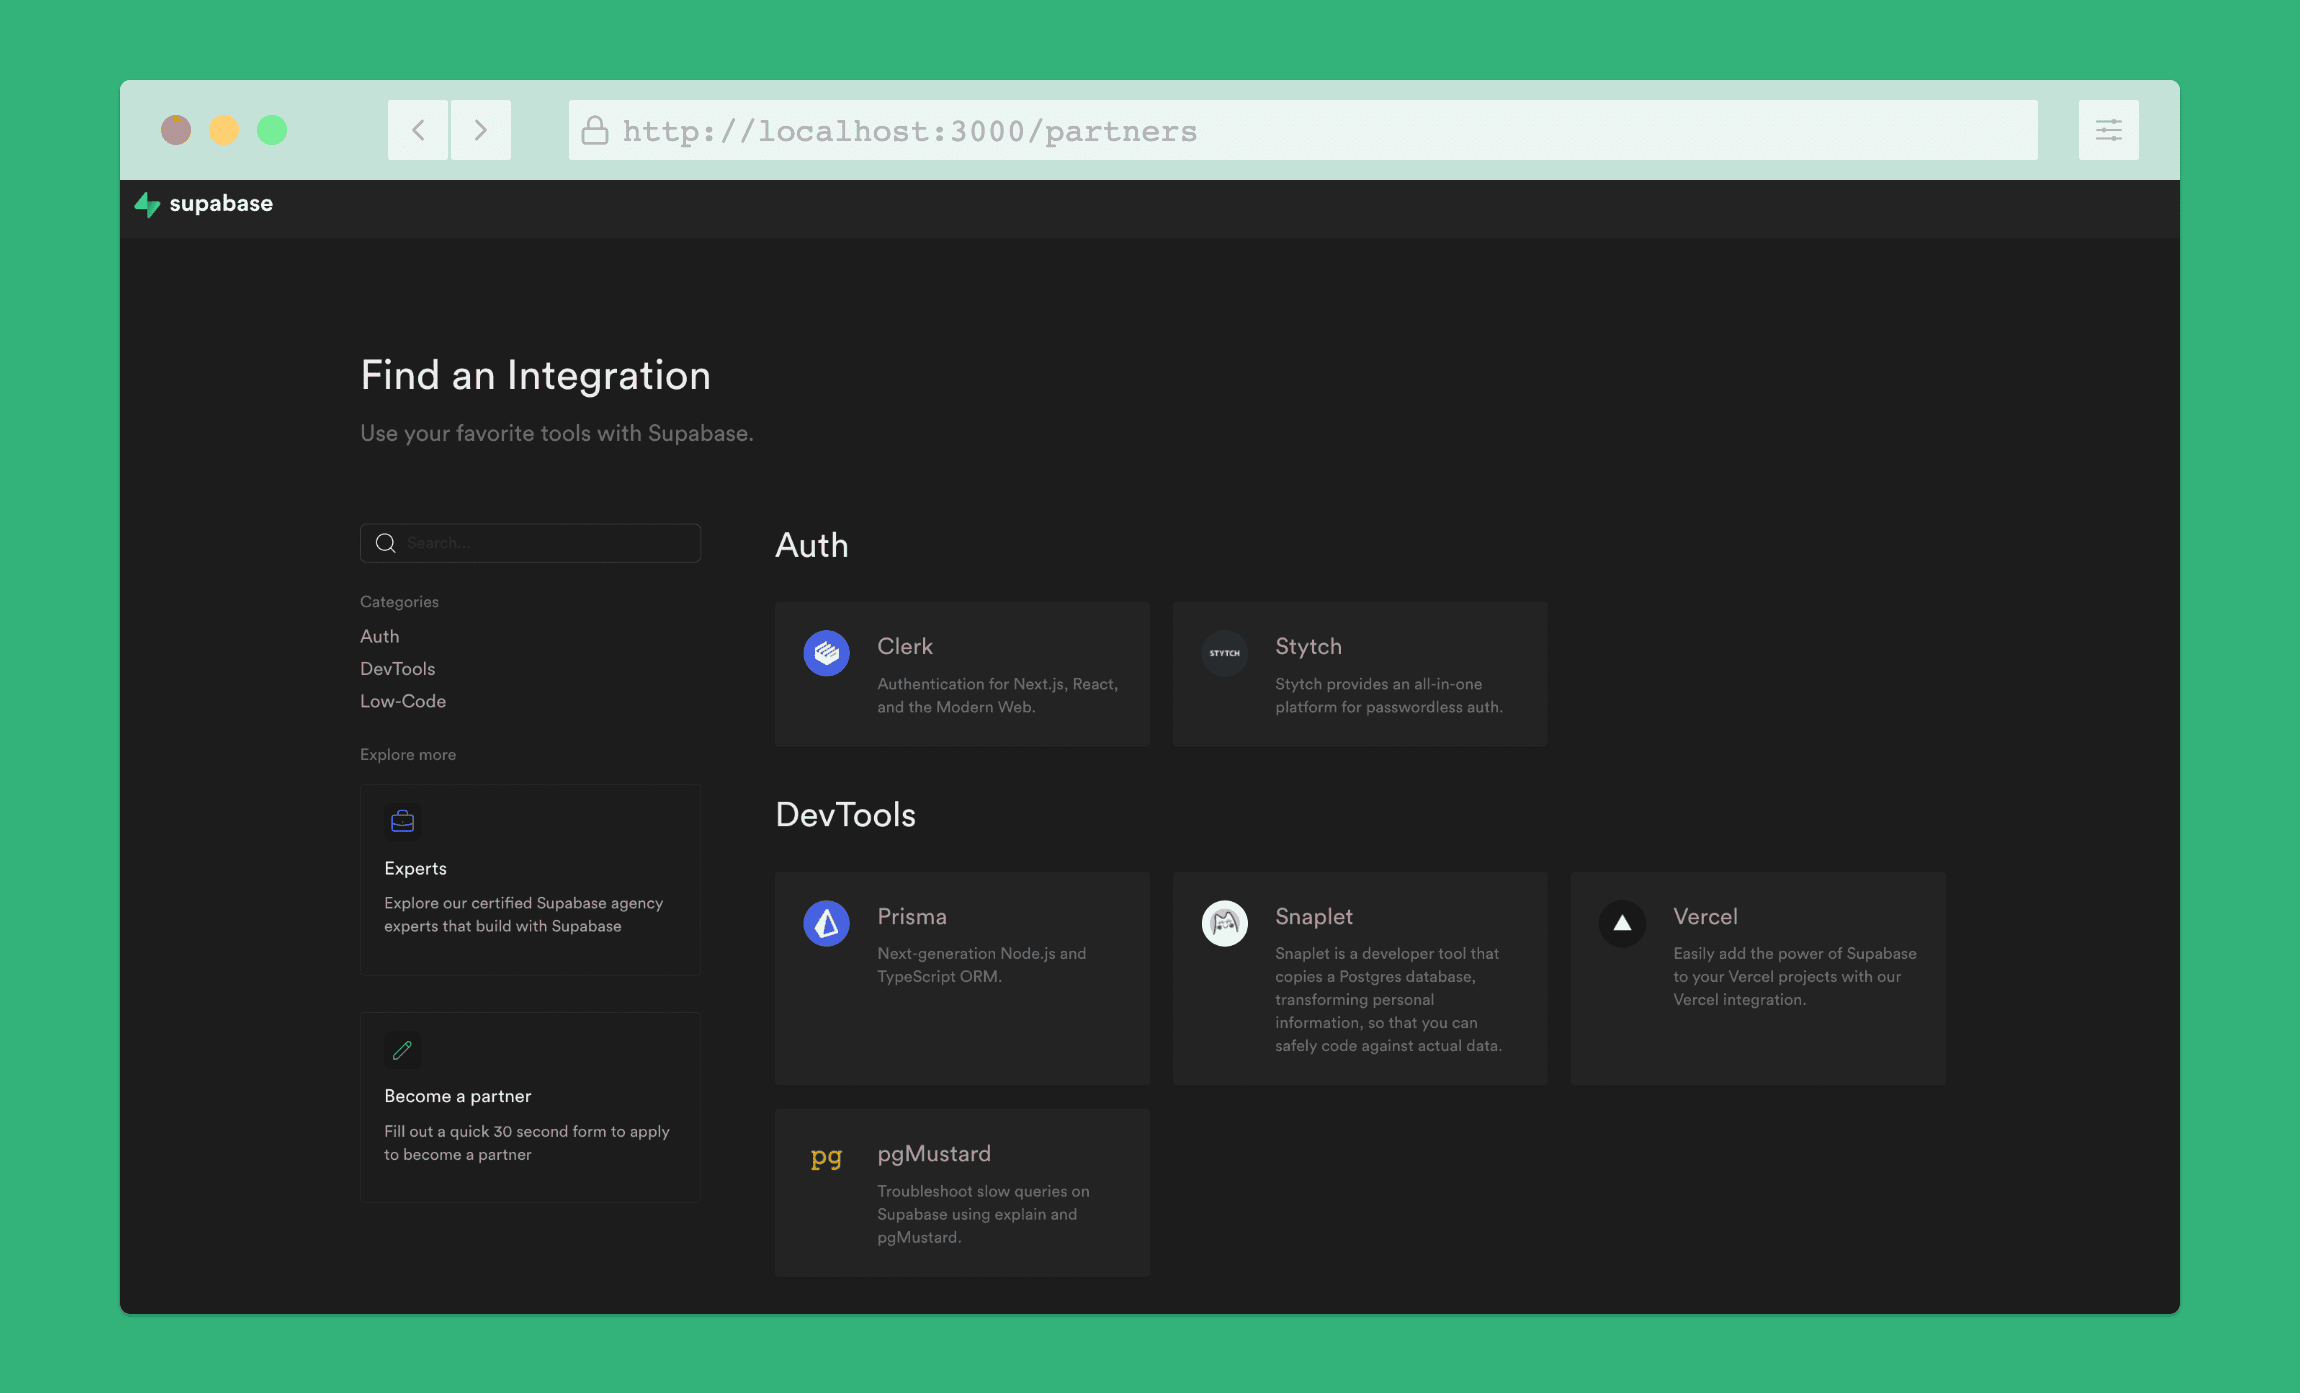 http://localhost:3000/partners
supabase
Find an Integration
Use your favorite tools with Supabase.
Search...
Categories
Auth
DevTools
Low-Code
Explore more
Experts
Explore our certified Supabase agency
experts that build with Supabase
Become a partner
Fill out a quick 30 second form to apply
to become a partner
Auth
Clerk
Authentication for Next.js, React,
and the Modern Web.
STYTCH
Stytch
Stytch provides an all-in-one
platform for passwordless auth.
DevTools
Prisma
Next-generation Node.js and
TypeScript ORM.
Snaplet
Snaplet is a developer tool that
copies a Postgres database,
transforming personal
information, so that you can
safely code against actual data.
Vercel
Easily add the power of Supabase
to your Vercel projects with our
Vercel integration.
pg
pgMustard
Troubleshoot slow queries on
Supabase using explain and
pgMustard.